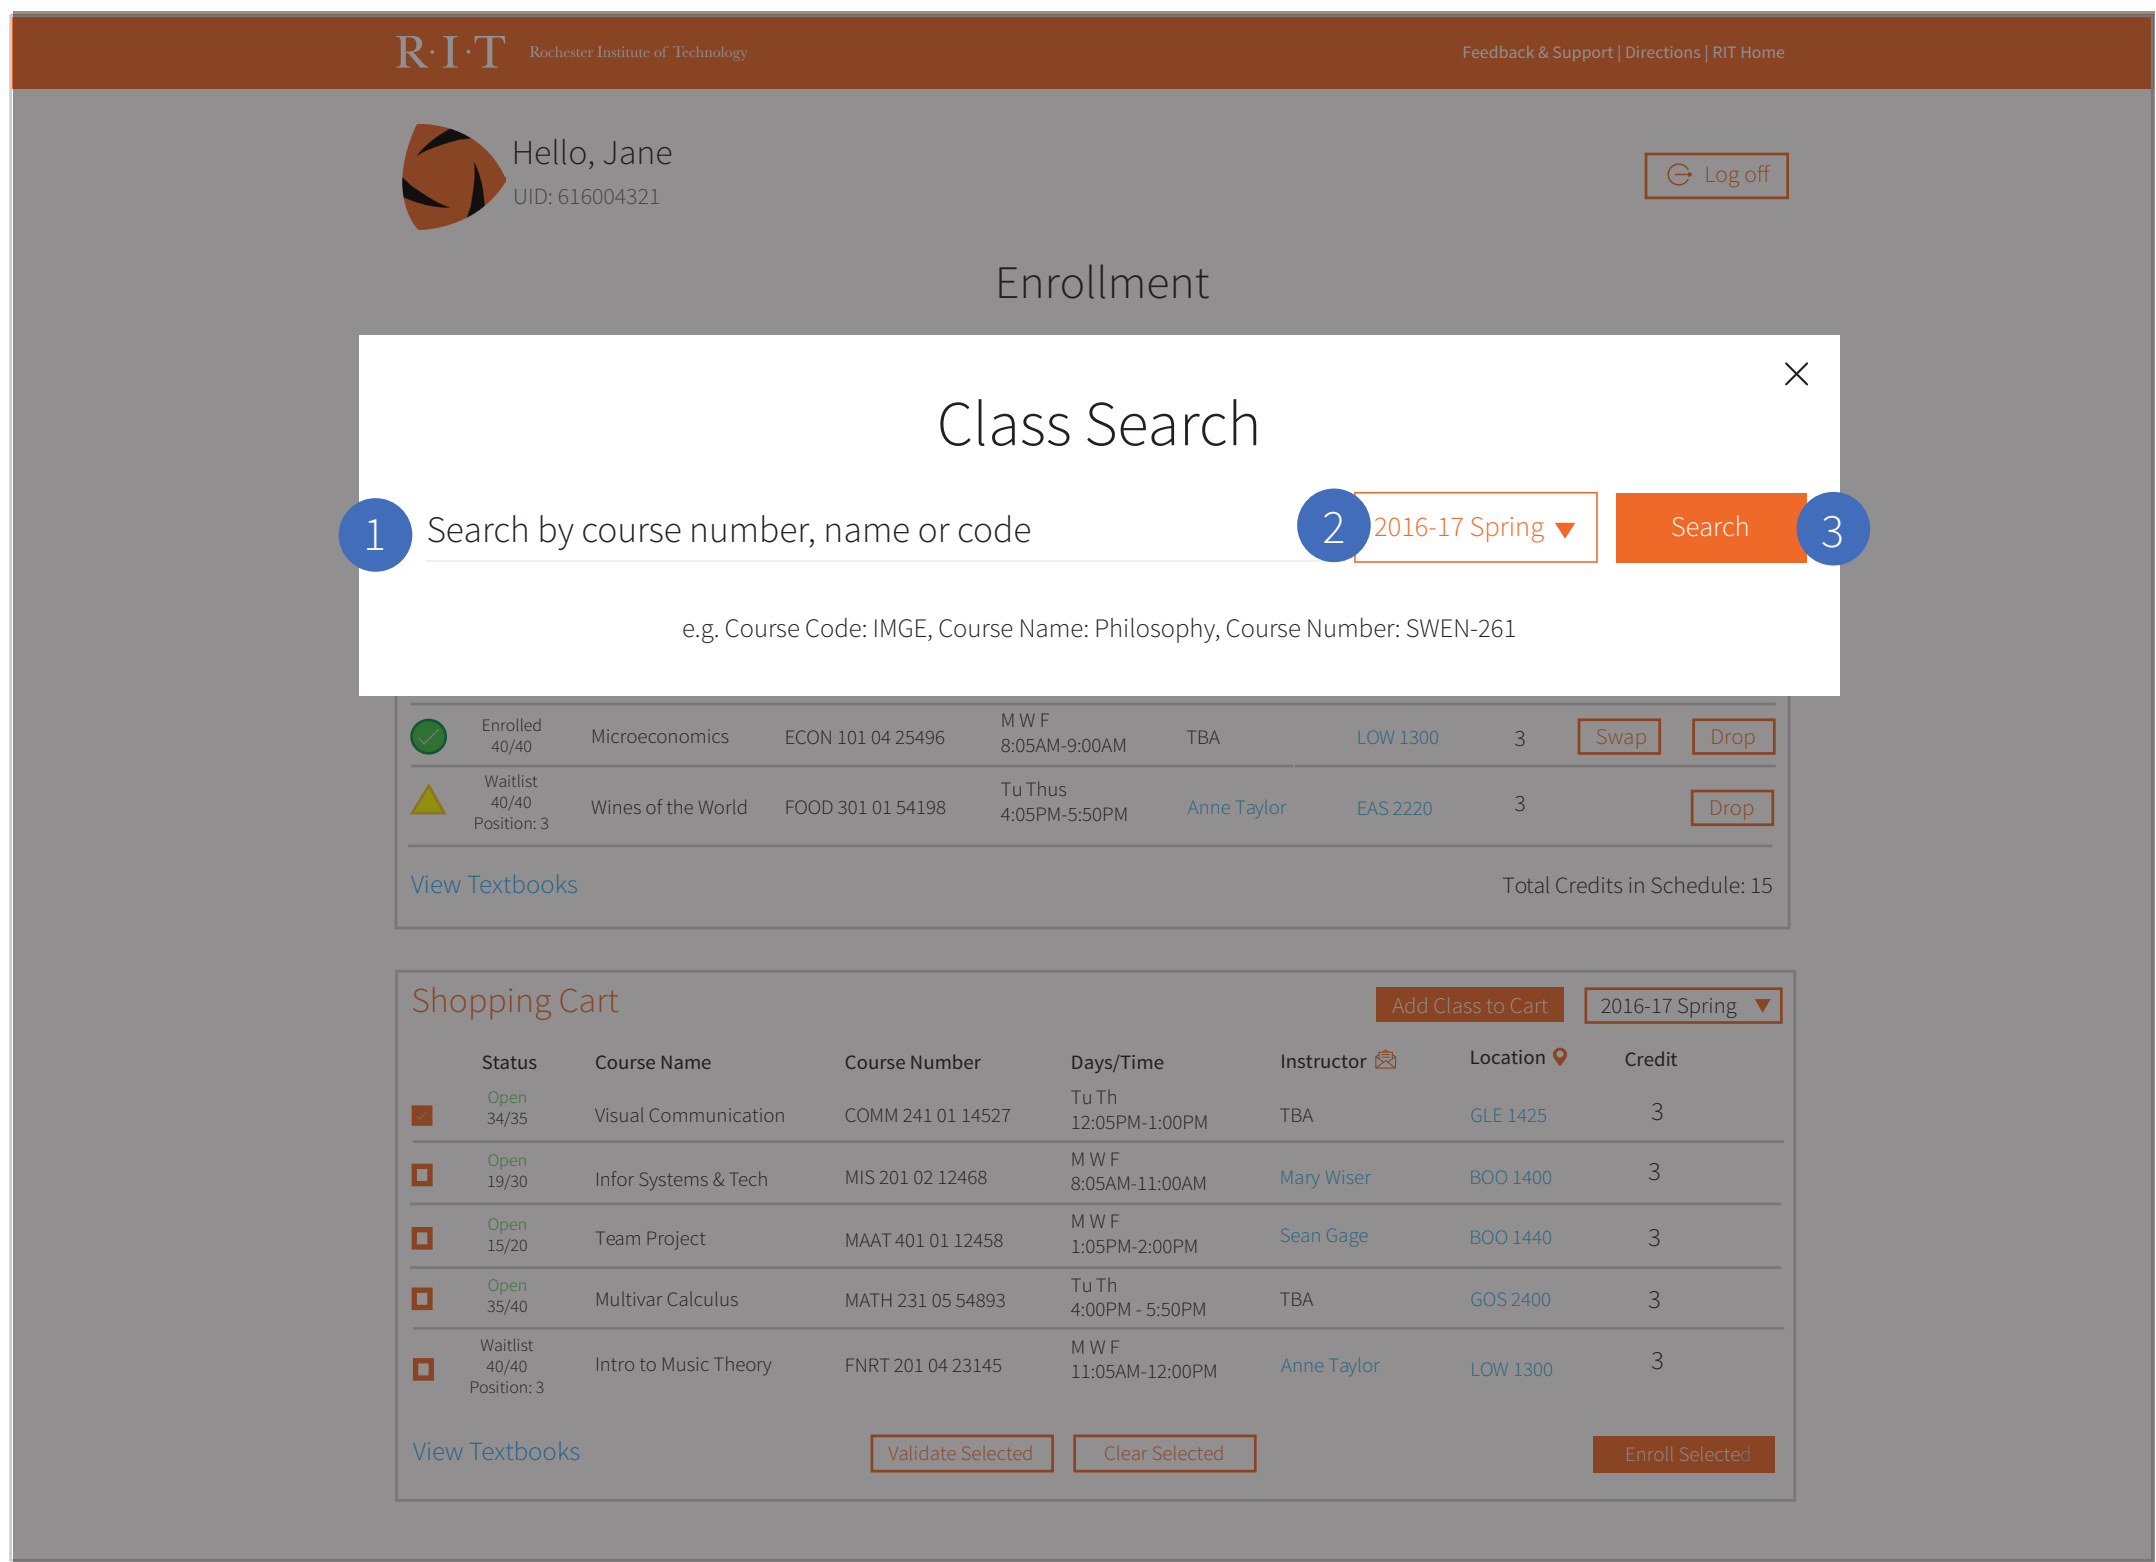 R·I·T Rochester Institute of Technology
Feedback & Support | Directions | RIT Home
Hello, Jane
UID: 616004321
Log off
Enrollment
Class Search
1 Search by course number, name or code 2 2016-17 Spring Search 3
e.g. Course Code: IMGE, Course Name: Philosophy, Course Number: SWEN-261
Enrolled
40/40
Microeconomics
ECON 101 04 25496
M W F
8:05AM-9:00AM
TBA
LOW 1300
3
Swap
Drop
Waitlist
40/40
Position: 3
Wines of the World
FOOD 301 01 54198
Tu Thus
4:05PM-5:50PM
Anne Taylor
EAS 2220
3
Drop
View Textbooks
Total Credits in Schedule: 15
Shopping Cart
Add Class to Cart
2016-17 Spring
Status Course Name Course Number Days/Time Instructor Location Credit
Open
34/35
Visual Communication
COMM 241 01 14527
Tu Th
12:05PM-1:00PM
TBA
GLE 1425
3
Open
19/30
Infor Systems & Tech
MIS 201 02 12468
M W F
8:05AM-11:00AM
Mary Wiser
BOO 1400
3
Open
15/20
Team Project
MAAT 401 01 12458
M W F
1:05PM-2:00PM
Sean Gage
BOO 1440
3
Open
35/40
Multivar Calculus
MATH 231 05 54893
Tu Th
4:00PM - 5:50PM
TBA
GOS 2400
3
Waitlist
40/40
Position: 3
Intro to Music Theory
FNRT 201 04 23145
M W F
11:05AM-12:00PM
Anne Taylor
LOW 1300
3
View Textbooks
Validate Selected
Clear Selected
Enroll Selected